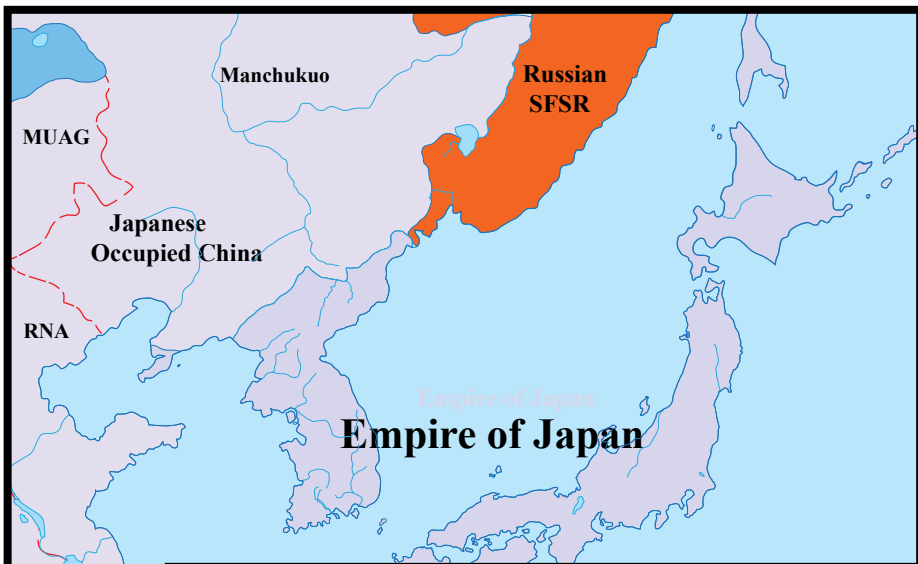 Manchukuo
Russian
SFSR
MUAG
Japanese
Occupied China
RNA
Empire of Japan
Empire of Japan